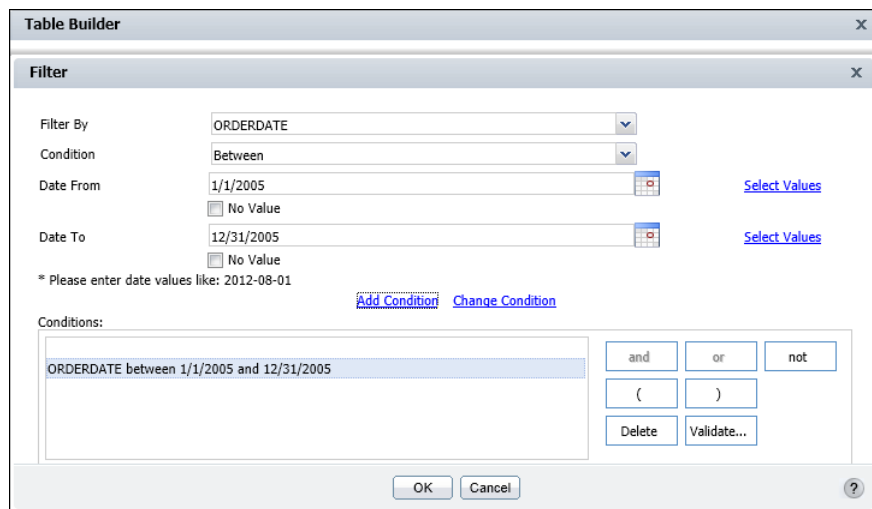 Table Builder x
Filter x
Filter By ORDERDATE
Condition Between
Date From 1/1/2005 Select Values
No Value
Date To 12/31/2005 Select Values
No Value
* Please enter date values like: 2012-08-01
Add Condition Change Condition
Conditions:
and or not
ORDERDATE between 1/1/2005 and 12/31/2005
( )
Delete Validate...
OK Cancel ?